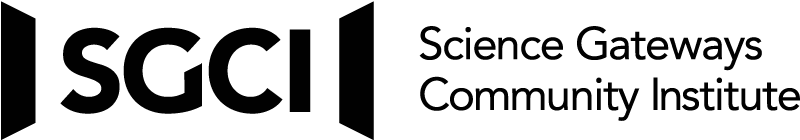 SGCI
Science Gateways
Community Institute